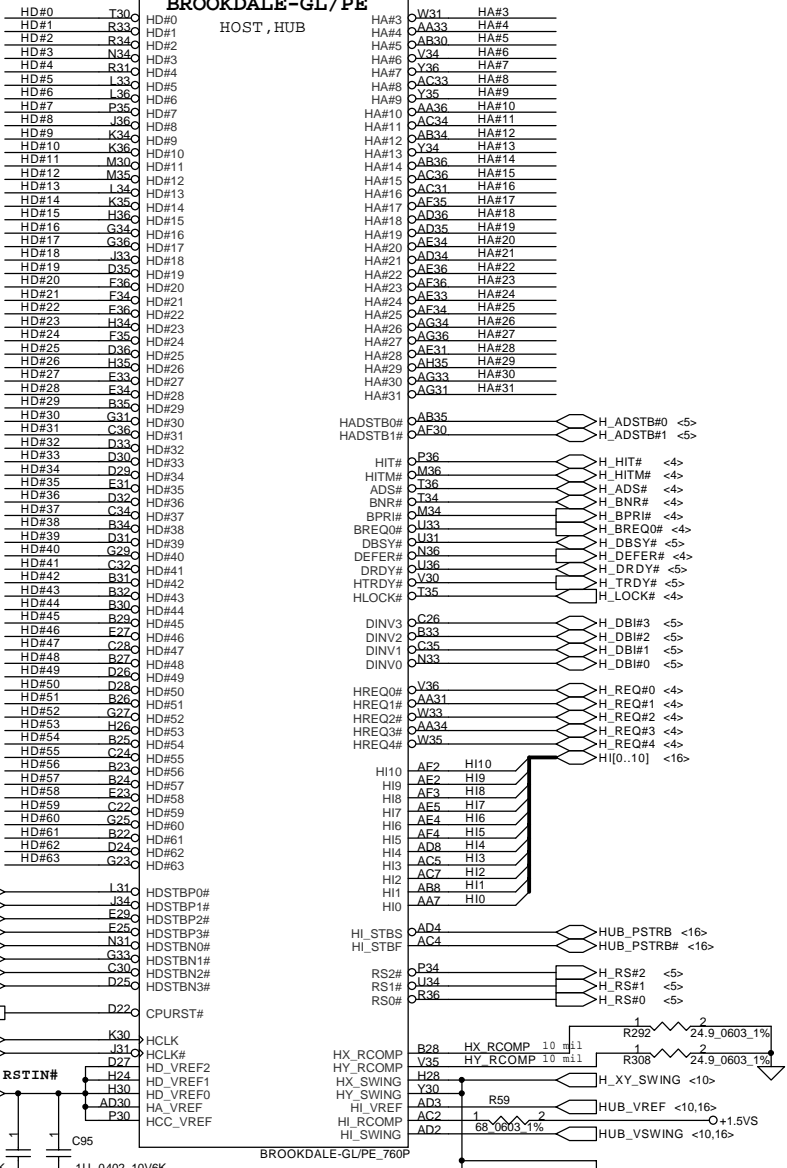 BROOKDALE-GL/PE
HOST,HUB
HD#0 T30 HD#0
HD#1 R33 HD#1
HD#2 R34 HD#2
HD#3 N34 HD#3
HD#4 R31 HD#4
HD#5 L33 HD#5
HD#6 L36 HD#6
HD#7 P35 HD#7
HD#8 J36 HD#8
HD#9 K34 HD#9
HD#10 K36 HD#10
HD#11 M30 HD#11
HD#12 M35 HD#12
HD#13 L34 HD#13
HD#14 K35 HD#14
HD#15 H36 HD#15
HD#16 G34 HD#16
HD#17 G36 HD#17
HD#18 J33 HD#18
HD#19 D35 HD#19
HD#20 F36 HD#20
HD#21 F34 HD#21
HD#22 E36 HD#22
HD#23 H34 HD#23
HD#24 F35 HD#24
HD#25 D36 HD#25
HD#26 H35 HD#26
HD#27 E33 HD#27
HD#28 E34 HD#28
HD#29 B35 HD#29
HD#30 G31 HD#30
HD#31 C36 HD#31
HD#32 D33 HD#32
HD#33 D30 HD#33
HD#34 D29 HD#34
HD#35 E31 HD#35
HD#36 D32 HD#36
HD#37 C34 HD#37
HD#38 B34 HD#38
HD#39 D31 HD#39
HD#40 G29 HD#40
HD#41 C32 HD#41
HD#42 B31 HD#42
HD#43 B32 HD#43
HD#44 B30 HD#44
HD#45 B29 HD#45
HD#46 E27 HD#46
HD#47 C28 HD#47
HD#48 B27 HD#48
HD#49 D26 HD#49
HD#50 D28 HD#50
HD#51 B26 HD#51
HD#52 G27 HD#52
HD#53 H26 HD#53
HD#54 B25 HD#54
HD#55 C24 HD#55
HD#56 B23 HD#56
HD#57 B24 HD#57
HD#58 E23 HD#58
HD#59 C22 HD#59
HD#60 G25 HD#60
HD#61 B22 HD#61
HD#62 D24 HD#62
HD#63 G23 HD#63
L31 HDSTBP0#
J34 HDSTBP1#
E29 HDSTBP2#
E25 HDSTBP3#
N31 HDSTBN0#
G33 HDSTBN1#
C30 HDSTBN2#
D25 HDSTBN3#
D22 CPURST#
K30 HCLK
J31 HCLK#
D27 HD_VREF2
RSTIN# H24 HD_VREF1
H30 HD_VREF0
AD30 HA_VREF
P30 HCC_VREF
1 1 C95
1U_0402_10V6K
HA#3 W31 HA#3
HA#4 AA33 HA#4
HA#5 AB30 HA#5
HA#6 V34 HA#6
HA#7 Y36 HA#7
HA#8 AC33 HA#8
HA#9 Y35 HA#9
HA#10 AA36 HA#10
HA#11 AC34 HA#11
HA#12 AB34 HA#12
HA#13 Y34 HA#13
HA#14 AB36 HA#14
HA#15 AC36 HA#15
HA#16 AC31 HA#16
HA#17 AF35 HA#17
HA#18 AD36 HA#18
HA#19 AD35 HA#19
HA#20 AE34 HA#20
HA#21 AD34 HA#21
HA#22 AE36 HA#22
HA#23 AF36 HA#23
HA#24 AE33 HA#24
HA#25 AF34 HA#25
HA#26 AG34 HA#26
HA#27 AG36 HA#27
HA#28 AE31 HA#28
HA#29 AH35 HA#29
HA#30 AG33 HA#30
HA#31 AG31 HA#31
HADSTB0# AB35 H_ADSTB#0 <5>
HADSTB1# AF30 H_ADSTB#1 <5>
HIT# P36 H_HIT# <4>
HITM# M36 H_HITM# <4>
ADS# T36 H_ADS# <4>
BNR# T34 H_BNR# <4>
BPRI# M34 H_BPRI# <4>
BREQ0# U33 H_BREQ0# <4>
DBSY# U31 H_DBSY# <5>
DEFER# N36 H_DEFER# <4>
DRDY# U36 H_DRDY# <5>
HTRDY# V30 H_TRDY# <5>
HLOCK# T35 H_LOCK# <4>
DINV3 C26 H_DBI#3 <5>
DINV2 B33 H_DBI#2 <5>
DINV1 C35 H_DBI#1 <5>
DINV0 N33 H_DBI#0 <5>
HREQ0# V36 H_REQ#0 <4>
HREQ1# AA31 H_REQ#1 <4>
HREQ2# W33 H_REQ#2 <4>
HREQ3# AA34 H_REQ#3 <4>
HREQ4# W35 H_REQ#4 <4>
HI[0..10] <16>
HI10 AF2 HI10
HI9 AE2 HI9
HI8 AF3 HI8
HI7 AE5 HI7
HI6 AE4 HI6
HI5 AF4 HI5
HI4 AD8 HI4
HI3 AC5 HI3
HI2 AC7 HI2
HI1 AB8 HI1
HI0 AA7 HI0
HI_STBS AD4 HUB_PSTRB <16>
HI_STBF AC4 HUB_PSTRB# <16>
RS2# P34 H_RS#2 <5>
RS1# U34 H_RS#1 <5>
RS0# R36 H_RS#0 <5>
HX_RCOMP B28 HX_RCOMP 10 mil 1 R292 2 24.9_0603_1%
HY_RCOMP V35 HY_RCOMP 10 mil 1 R308 2 24.9_0603_1%
HX_SWING H28 H_XY_SWING <10>
HY_SWING Y30
HI_VREF AD3 R59 HUB_VREF <10,16>
HI_RCOMP AC2 1 2 68_0603_1% +1.5VS
HI_SWING AD2 HUB_VSWING <10,16>
BROOKDALE-GL/PE_760P